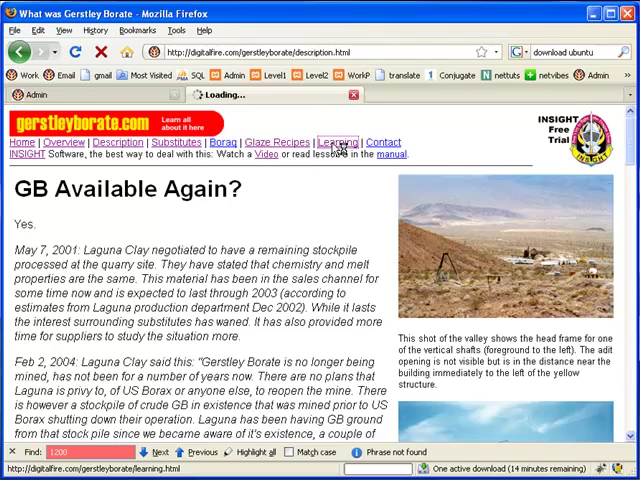 What was Gerstley Borate - Mozilla Firefox
File Edit View History Bookmarks Tools Help
http://digitalfire.com/gerstleyborate/description.html
download ubuntu
Work Email gmail Most Visited SQL Admin Level1 Level2 WorkP translate Conjugate nettuts netvibes Admin
Admin Loading...
gerstleyborate.com Learn all about it here
INSIGHT Free Trial
Home | Overview | Description | Substitutes | Boraq | Glaze Recipes | Learning | Contact
INSIGHT Software, the best way to deal with this: Watch a Video or read lessons in the manual.
GB Available Again?
Yes.
May 7, 2001: Laguna Clay negotiated to have a remaining stockpile
processed at the quarry site. They have stated that chemistry and melt
properties are the same. This material has been in the sales channel for
some time now and is expected to last through 2003 (according to
estimates from Laguna production department Dec 2002). While it lasts
the interest surrounding substitutes has waned. It has also provided more
time for suppliers to study the situation more.
Feb 2, 2004: Laguna Clay said this: "Gerstley Borate is no longer being
mined, has not been for a number of years now. There are no plans that
Laguna is privy to, of US Borax or anyone else, to reopen the mine. There
is however a stockpile of crude GB in existence that was mined prior to US
Borax shutting down their operation. Laguna has been having GB ground
from that stock pile since we became aware of it's existence, a couple of
This shot of the valley shows the head frame for one
of the vertical shafts (foreground to the left). The adit
opening is not visible but is in the distance near the
building immediately to the left of the yellow
structure.
Find: 1200 Next Previous Highlight all Match case Phrase not found
http://digitalfire.com/gerstleyborate/learning.html
One active download (14 minutes remaining)